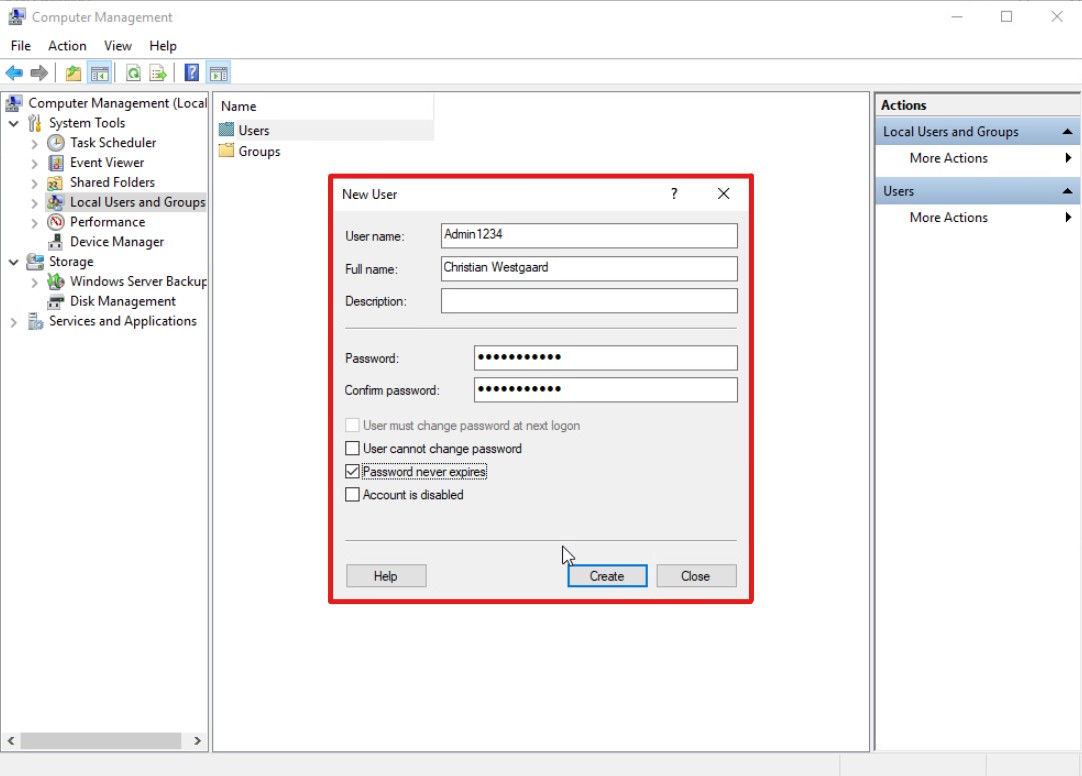 Computer Management
File Action View Help
Computer Management (Local
System Tools
Task Scheduler
Event Viewer
Shared Folders
Local Users and Groups
Performance
Device Manager
Storage
Windows Server Backup
Disk Management
Services and Applications
Name
Users
Groups
New User
?
User name: Admin1234
Full name: Christian Westgaard
Description:
Password: •••••••••••
Confirm password: •••••••••••
User must change password at next logon
User cannot change password
Password never expires
Account is disabled
Help Create Close
Actions
Local Users and Groups
More Actions
Users
More Actions